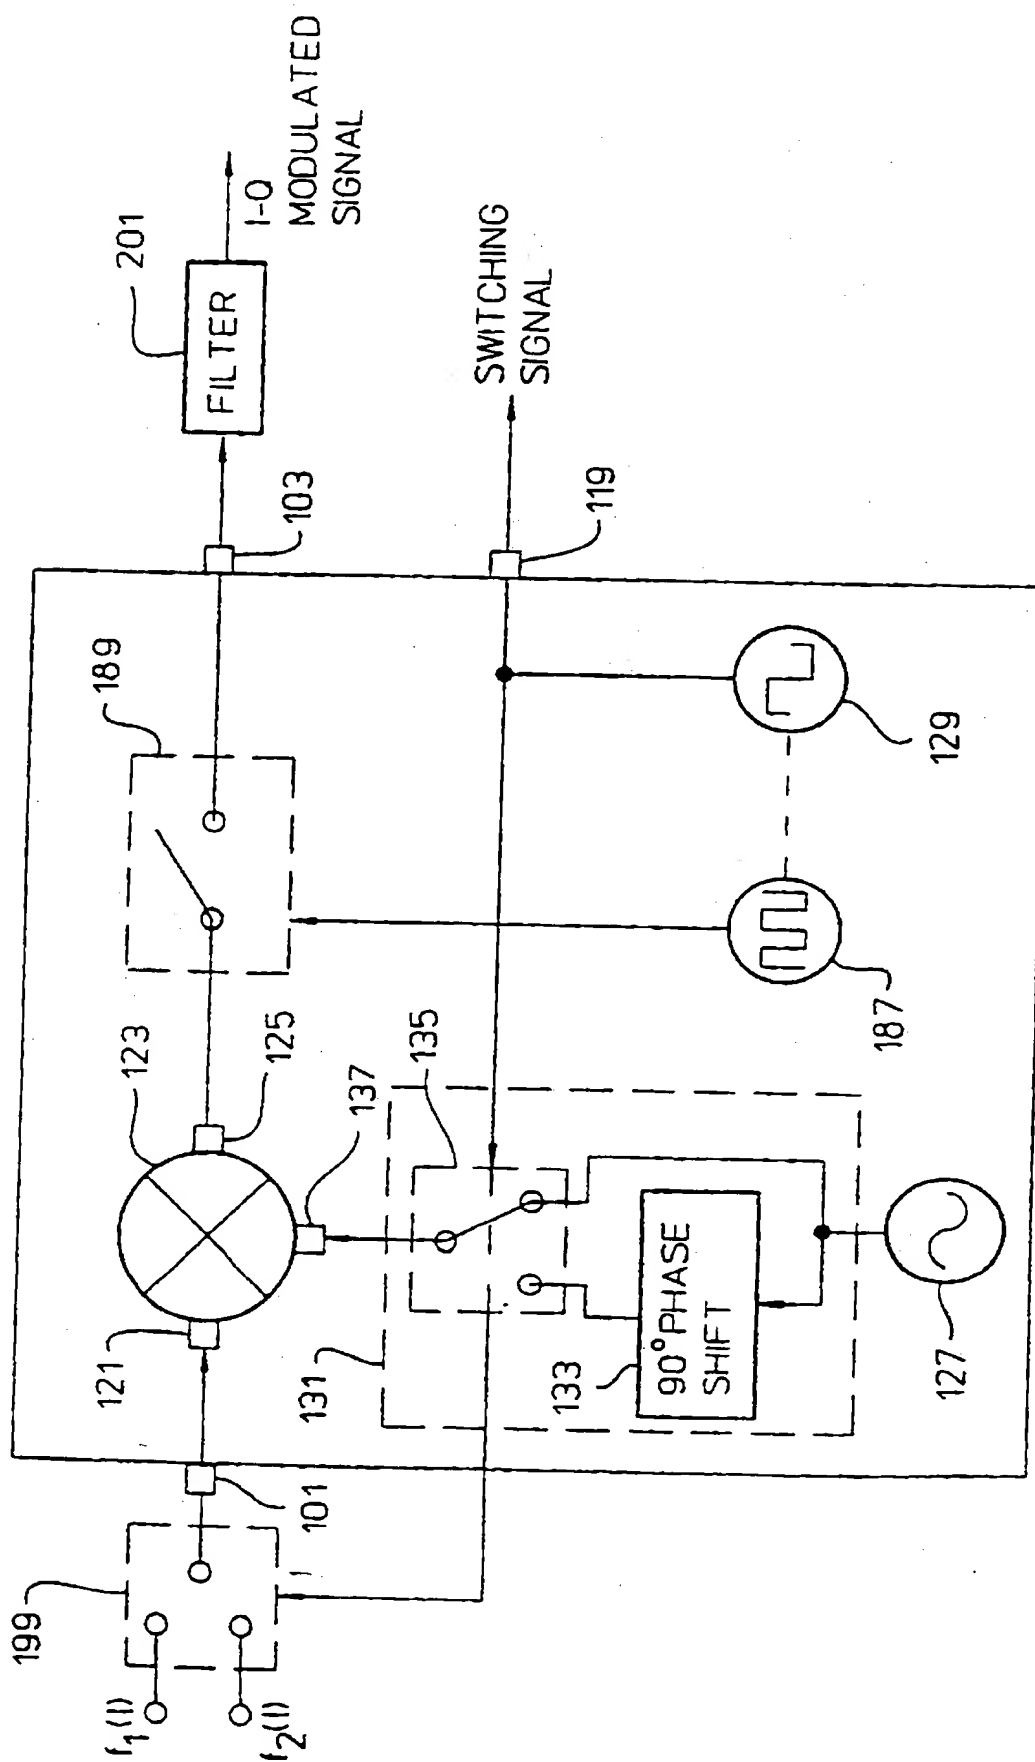 f₁(l)
f₂(l)
199
101
121
123
125
137
131
135
133
90° PHASE
SHIFT
127
189
187
129
103
119
FILTER
201
I-Q
MODULATED
SIGNAL
SWITCHING
SIGNAL